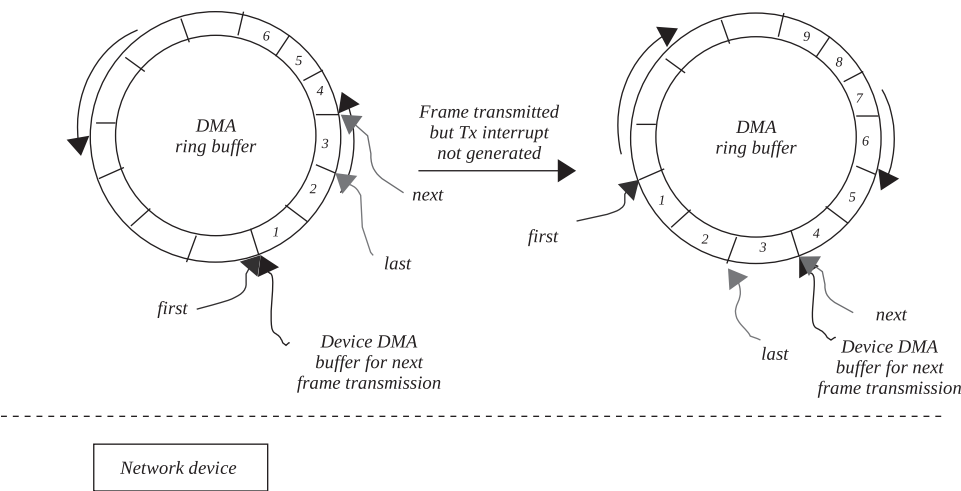 6
5
4
DMA
ring buffer
3
2
1
next
last
first
Device DMA
buffer for next
frame transmission
Frame transmitted
but Tx interrupt
not generated
9
8
7
DMA
ring buffer
6
5
4
3
2
1
first
next
last
Device DMA
buffer for next
frame transmission
Network device